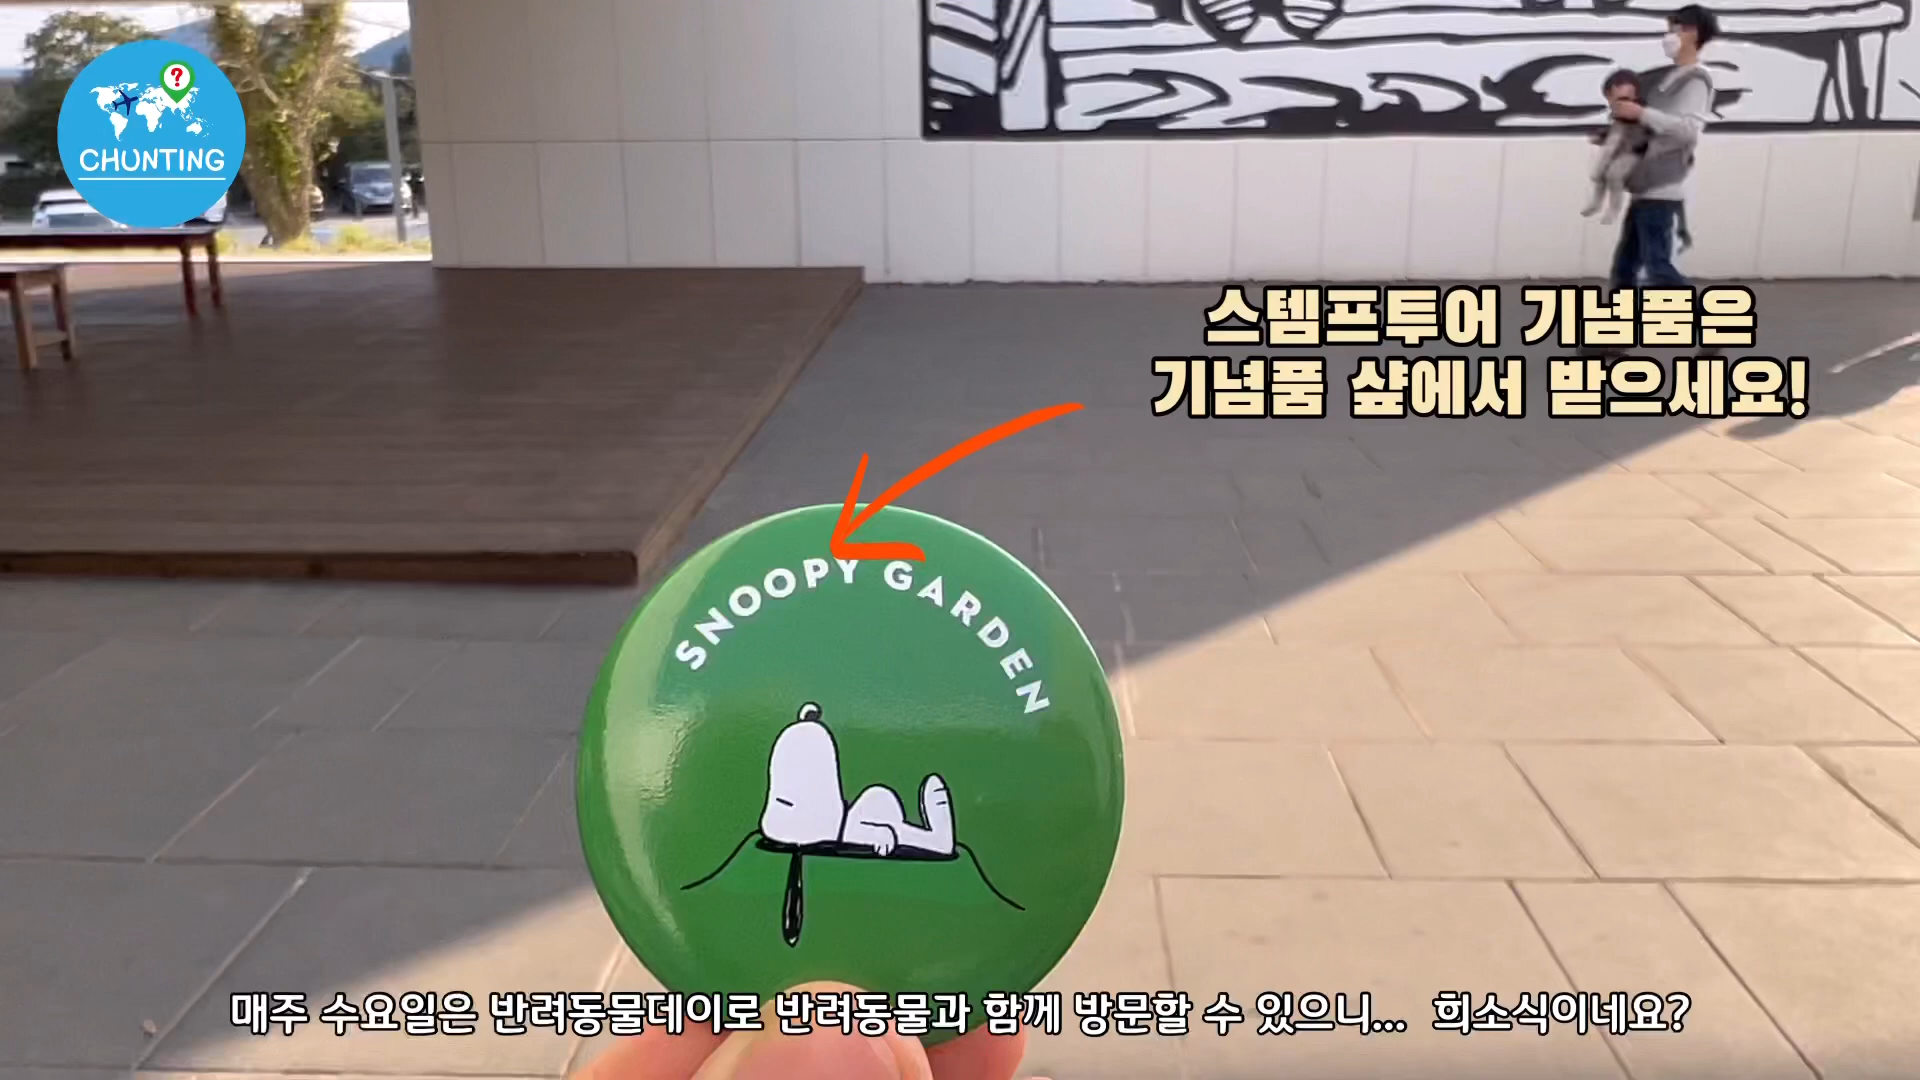 ?
CHUNTING
스템프투어 기념품은
기념품 샾에서 받으세요!
SNOOPY GARDEN
매주 수요일은 반려동물데이로 반려동물과 함께 방문할 수 있으니... 희소식이네요?